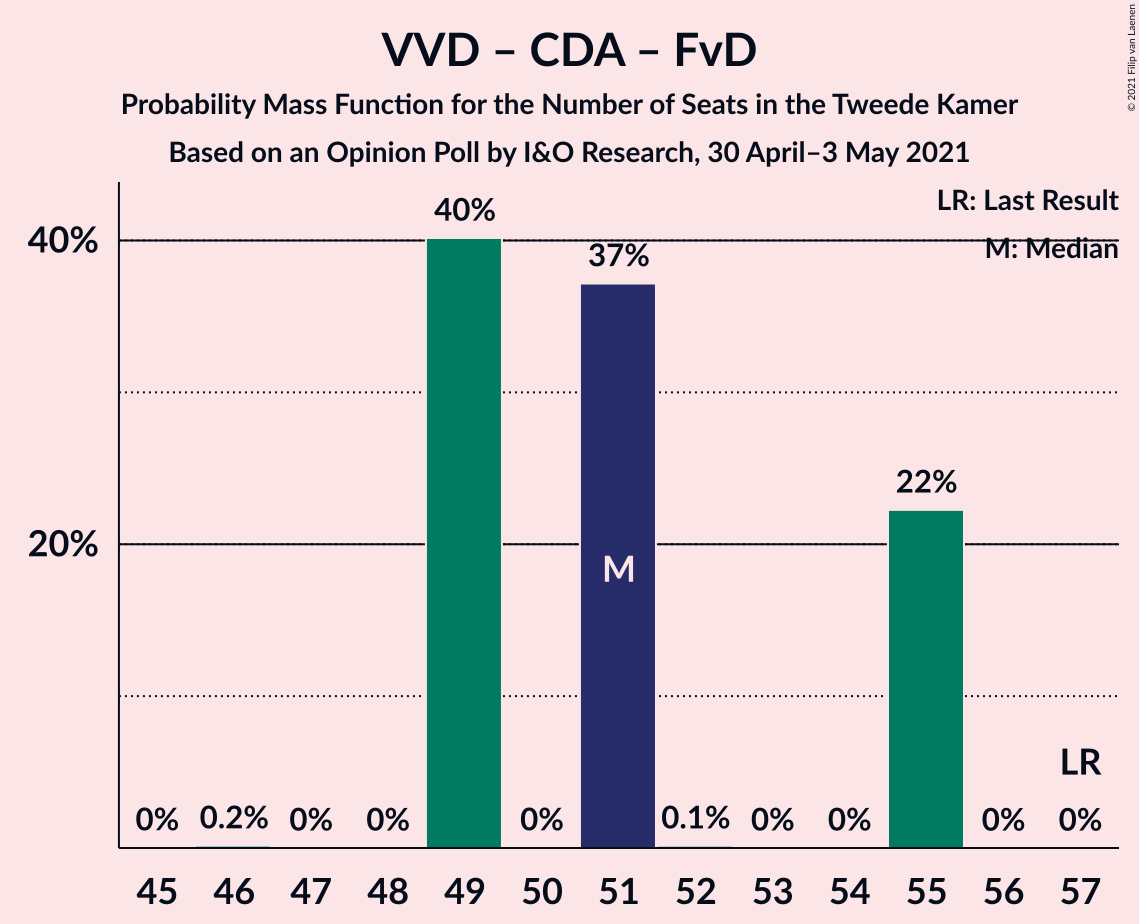 VVD – CDA – FvD
Probability Mass Function for the Number of Seats in the Tweede Kamer
Based on an Opinion Poll by I&O Research, 30 April–3 May 2021
© 2021 Filip van Laenen
LR: Last Result
M: Median
40%
20%
0%
0.2%
0%
0%
40%
0%
37%
M
0.1%
0%
0%
22%
0%
LR
0%
45 46 47 48 49 50 51 52 53 54 55 56 57